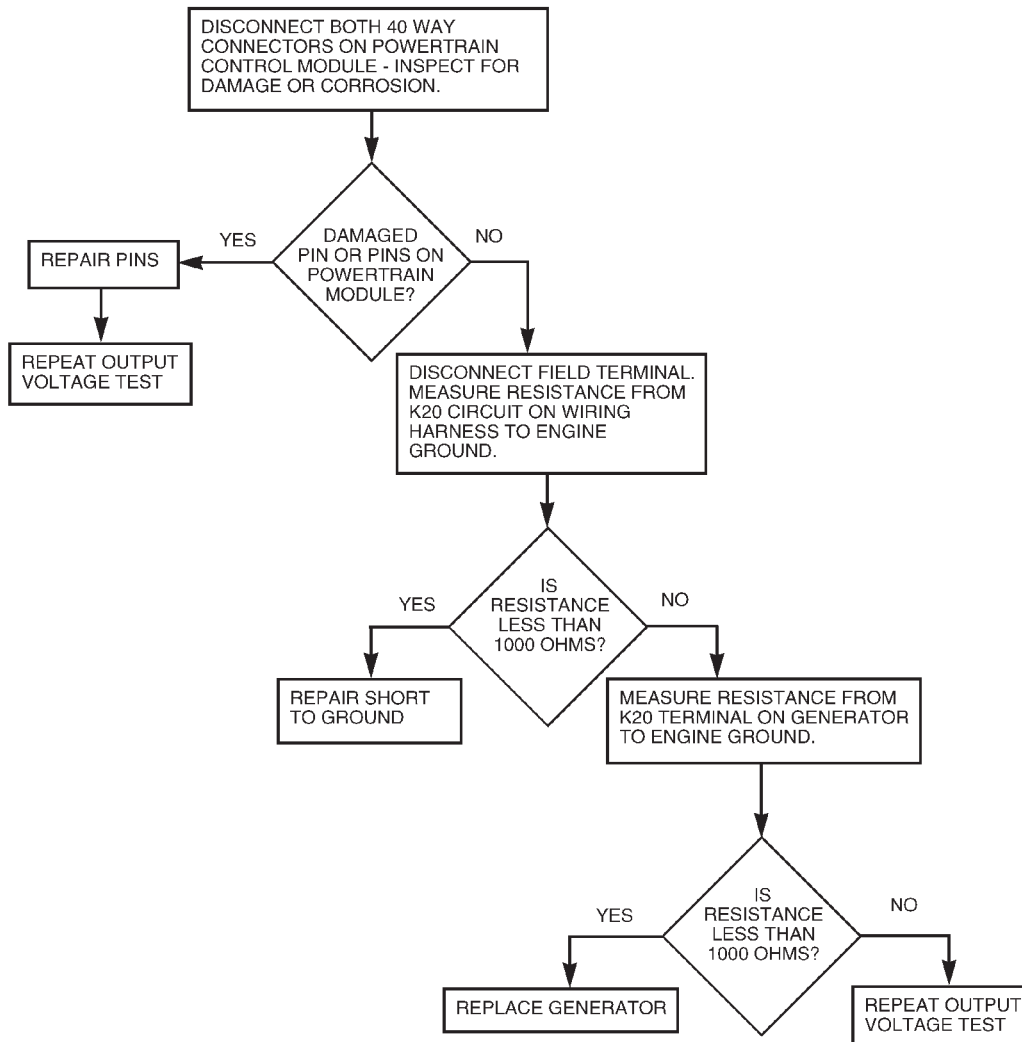 DISCONNECT BOTH 40 WAY
CONNECTORS ON POWERTRAIN
CONTROL MODULE - INSPECT FOR
DAMAGE OR CORROSION.
DAMAGED
PIN OR PINS ON
POWERTRAIN
MODULE?
YES
NO
REPAIR PINS
REPEAT OUTPUT
VOLTAGE TEST
DISCONNECT FIELD TERMINAL.
MEASURE RESISTANCE FROM
K20 CIRCUIT ON WIRING
HARNESS TO ENGINE
GROUND.
IS
RESISTANCE
LESS THAN
1000 OHMS?
YES
NO
REPAIR SHORT
TO GROUND
MEASURE RESISTANCE FROM
K20 TERMINAL ON GENERATOR
TO ENGINE GROUND.
IS
RESISTANCE
LESS THAN
1000 OHMS?
YES
NO
REPLACE GENERATOR
REPEAT OUTPUT
VOLTAGE TEST